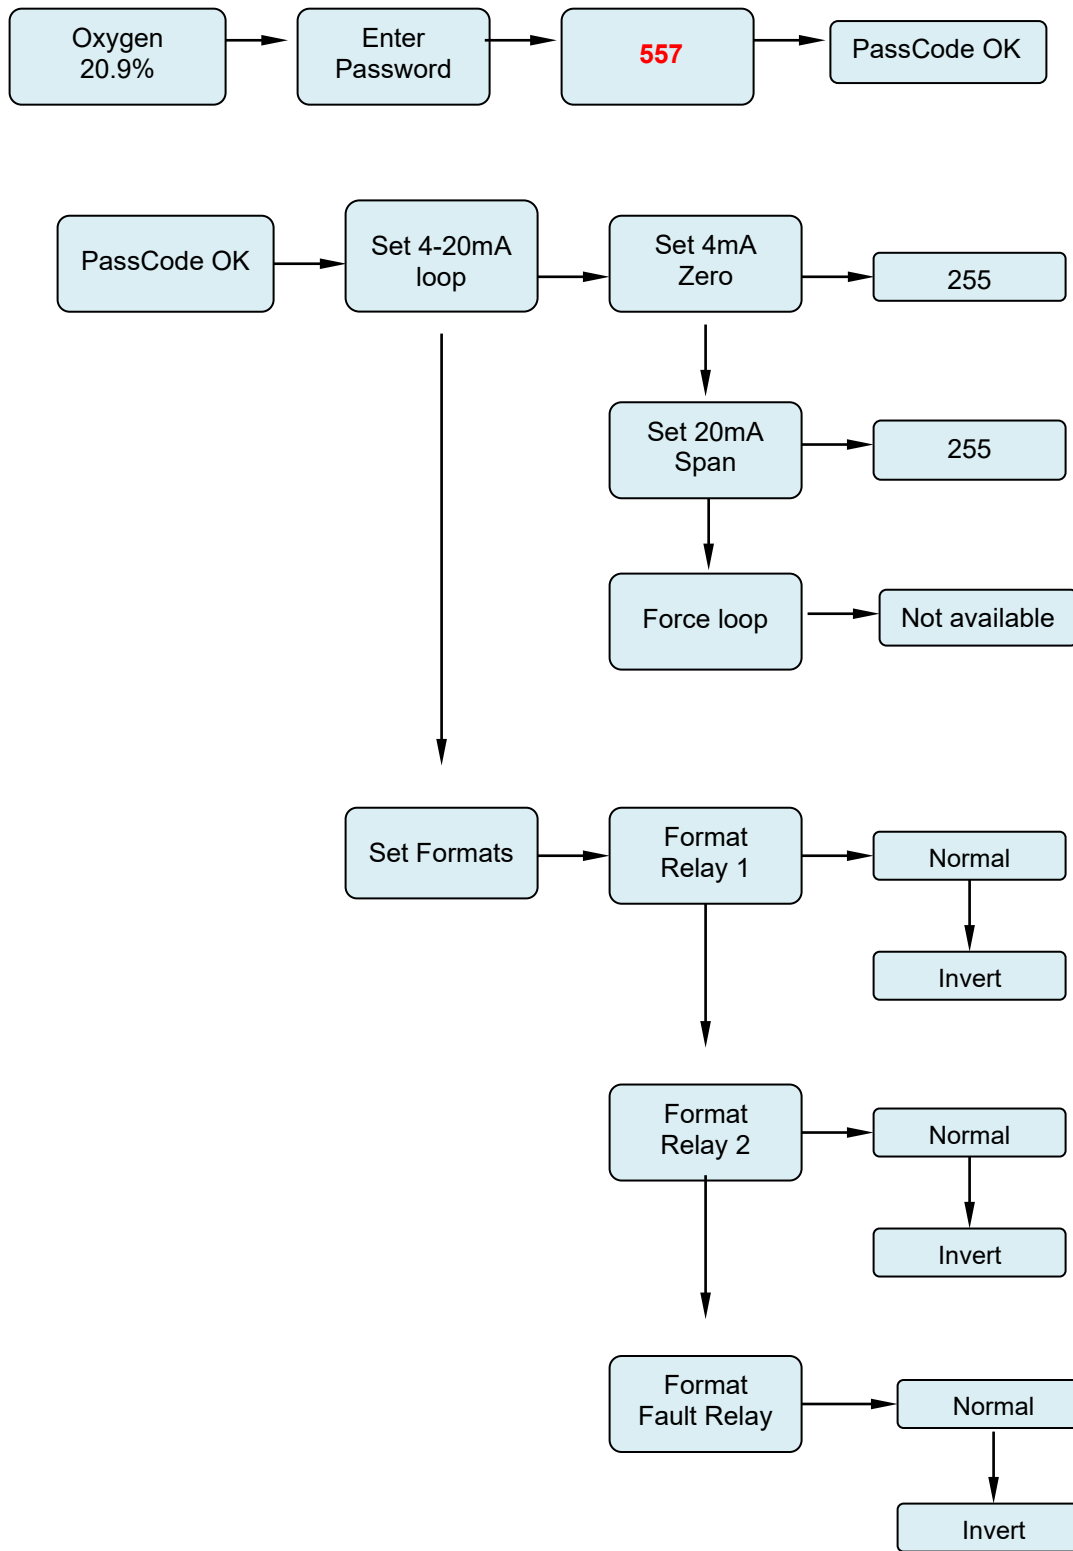 Oxygen
20.9%
Enter
Password
557
PassCode OK
PassCode OK
Set 4-20mA
loop
Set 4mA
Zero
255
Set 20mA
Span
255
Force loop
Not available
Set Formats
Format
Relay 1
Normal
Invert
Format
Relay 2
Normal
Invert
Format
Fault Relay
Normal
Invert